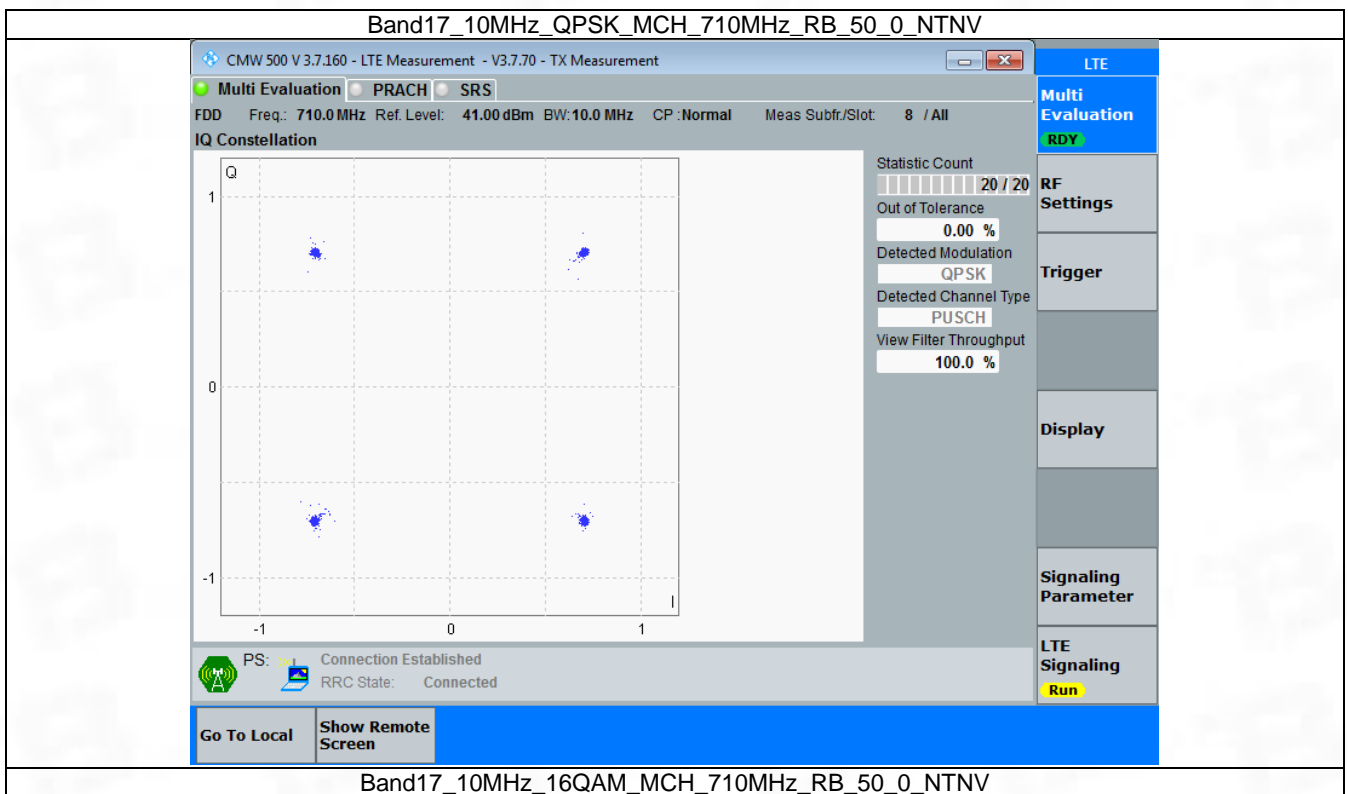 Band17_10MHz_QPSK_MCH_710MHz_RB_50_0_NTNV
CMW 500 V 3.7.160 - LTE Measurement - V3.7.70 - TX Measurement
LTE
Multi Evaluation PRACH SRS
Multi
Evaluation
RDY
FDD Freq.: 710.0 MHz Ref. Level: 41.00 dBm BW: 10.0 MHz CP : Normal Meas Subfr./Slot: 8 / All
IQ Constellation
Q
1
0
-1
-1 0 1
I
Statistic Count
20 / 20
Out of Tolerance
0.00 %
Detected Modulation
QPSK
Detected Channel Type
PUSCH
View Filter Throughput
100.0 %
RF
Settings
Trigger
Display
Signaling
Parameter
LTE
Signaling
Run
PS: Connection Established
RRC State: Connected
Go To Local
Show Remote
Screen
Band17_10MHz_16QAM_MCH_710MHz_RB_50_0_NTNV